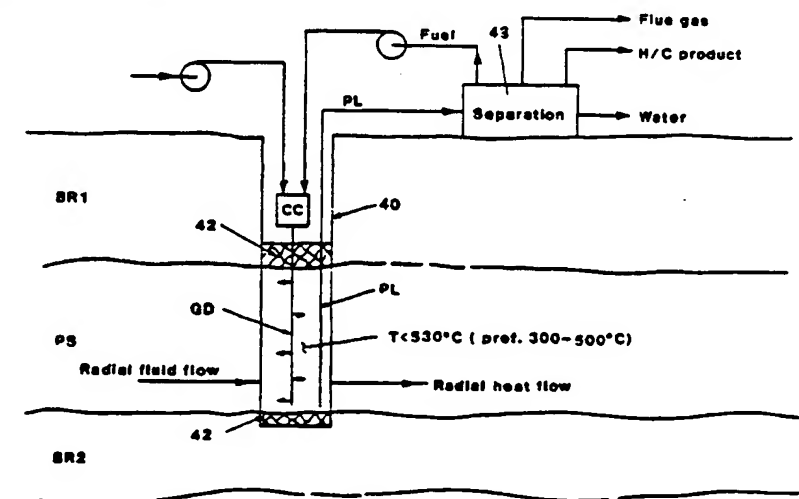 Flue gas
Fuel
43
H/C product
PL
Separation
Water
BR1
CC
40
42
PL
GD
T<530°C ( pref. 300-500°C)
PS
Radial fluid flow
Radial heat flow
42
BR2